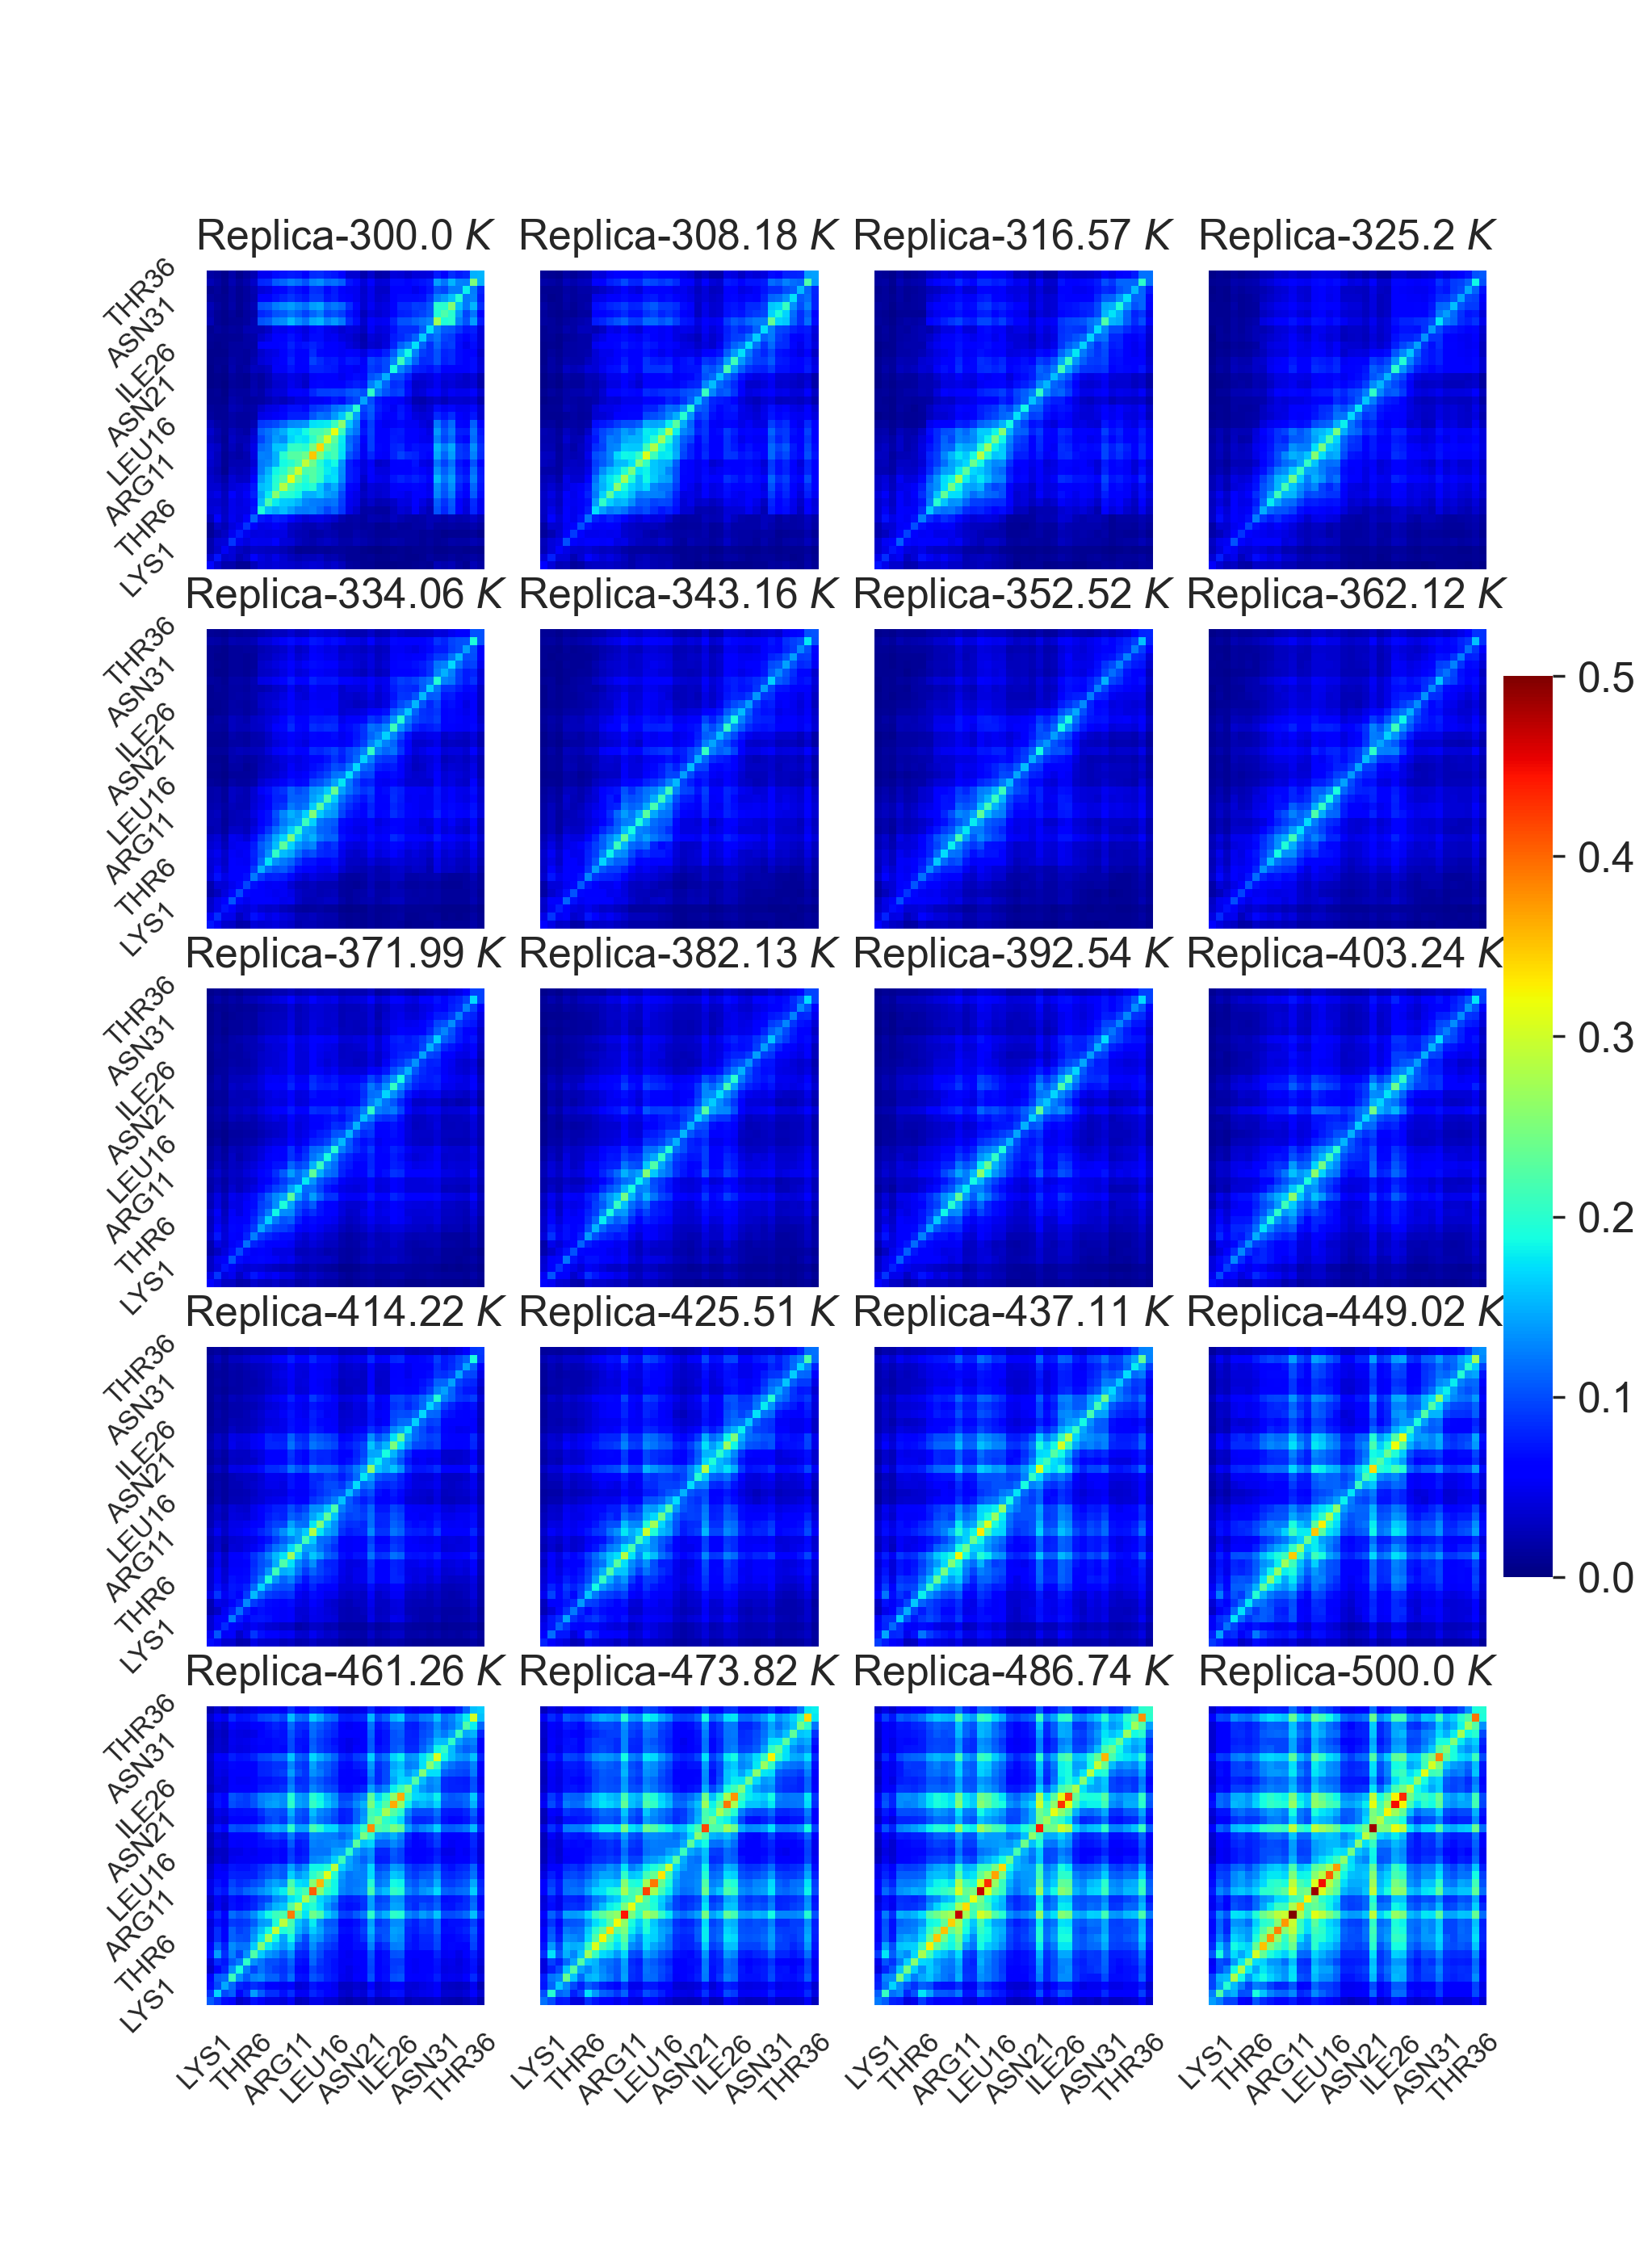 Replica-300.0 K Replica-308.18 K Replica-316.57 K Replica-325.2 K
THR36
ASN31
ILE26
ASN21
LEU16
ARG11
THR6
LYS1
Replica-334.06 K Replica-343.16 K Replica-352.52 K Replica-362.12 K
THR36
ASN31
ILE26
ASN21
LEU16
ARG11
THR6
LYS1
0.5
0.4
0.3
0.2
0.1
0.0
Replica-371.99 K Replica-382.13 K Replica-392.54 K Replica-403.24 K
THR36
ASN31
ILE26
ASN21
LEU16
ARG11
THR6
LYS1
Replica-414.22 K Replica-425.51 K Replica-437.11 K Replica-449.02 K
THR36
ASN31
ILE26
ASN21
LEU16
ARG11
THR6
LYS1
Replica-461.26 K Replica-473.82 K Replica-486.74 K Replica-500.0 K
THR36
ASN31
ILE26
ASN21
LEU16
ARG11
THR6
LYS1
LYS1 THR6 ARG11 LEU16 ASN21 ILE26 ASN31 THR36 LYS1 THR6 ARG11 LEU16 ASN21 ILE26 ASN31 THR36 LYS1 THR6 ARG11 LEU16 ASN21 ILE26 ASN31 THR36 LYS1 THR6 ARG11 LEU16 ASN21 ILE26 ASN31 THR36